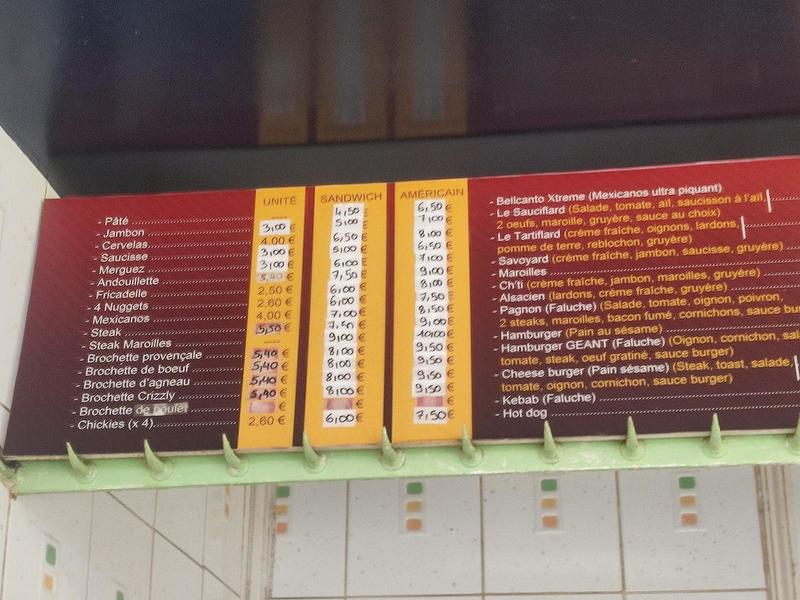 UNITÉ SANDWICH AMÉRICAIN
- Pâté 4,50 € 6,50 €
- Jambon 3,00 € 5,00 € 7,00 €
- Cervelas 4,00 € 6,50 € 8,00 €
- Saucisse 3,00 € 5,00 € 6,50 €
- Merguez 3,00 € 6,00 € 7,00 €
- Andouillette 5,40 € 7,50 € 9,00 €
- Fricadelle 2,50 € 6,00 € 8,00 €
- 4 Nuggets 2,60 € 6,00 € 7,50 €
- Mexicanos 4,00 € 7,00 € 8,50 €
- Steak 5,50 € 7,50 € 9,00 €
- Steak Maroilles 9,00 € 10,00 €
- Brochette provençale 5,40 € 8,00 € 9,50 €
- Brochette de boeuf 5,40 € 8,00 € 9,50 €
- Brochette d'agneau 5,40 € 8,00 € 9,50 €
- Brochette Crizzly 5,40 € 8,00 € 9,50 €
- Brochette de poulet € € €
- Chickies (x 4) 2,60 € 6,00 € 7,50 €
- Bellcanto Xtreme (Mexicanos ultra piquant)
- Le Sauciflard (Salade, tomate, ail, saucisson à l'ail,
2 oeufs, maroille, gruyère, sauce au choix)
- Le Tartiflard (crème fraîche, oignons, lardons,
pomme de terre, reblochon, gruyère)
- Savoyard (crème fraîche, jambon, saucisse, gruyère)
- Maroilles
- Ch'ti (crème fraîche, jambon, maroilles, gruyère)
- Alsacien (lardons, crème fraîche, gruyère)
- Pagnon (Faluche) (Salade, tomate, oignon, poivron,
2 steaks, maroilles, bacon fumé, cornichons, sauce bu
- Hamburger (Pain au sésame)
- Hamburger GEANT (Faluche) (Oignon, cornichon, sal
tomate, steak, oeuf gratiné, sauce burger)
- Cheese burger (Pain sésame) (Steak, toast, salade,
tomate, oignon, cornichon, sauce burger)
- Kebab (Faluche)
- Hot dog